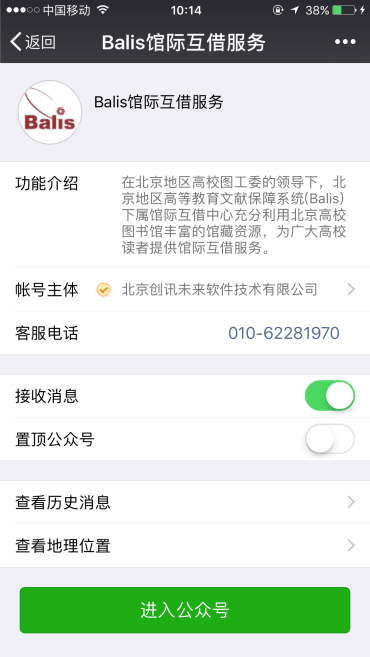 中国移动 10:14 38%
返回 Balis馆际互借服务
Balis Balis馆际互借服务
功能介绍 在北京地区高校图工委的领导下，北
京地区高等教育文献保障系统(Balis)
下属馆际互借中心充分利用北京高校
图书馆丰富的馆藏资源，为广大高校
读者提供馆际互借服务。
帐号主体 北京创讯未来软件技术有限公司
客服电话 010-62281970
接收消息
置顶公众号
查看历史消息
查看地理位置
进入公众号